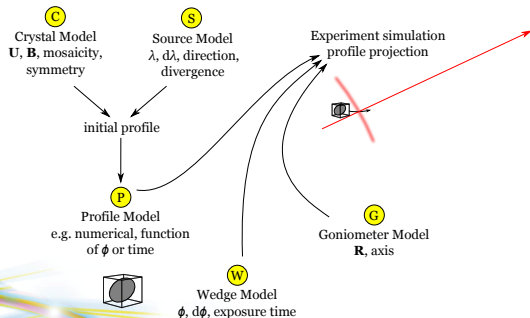 C
Crystal Model
U, B, mosaicity,
symmetry
S
Source Model
λ, dλ, direction,
divergence
Experiment simulation
profile projection
initial profile
P
Profile Model
e.g. numerical, function
of ϕ or time
G
Goniometer Model
R, axis
W
Wedge Model
ϕ, dϕ, exposure time